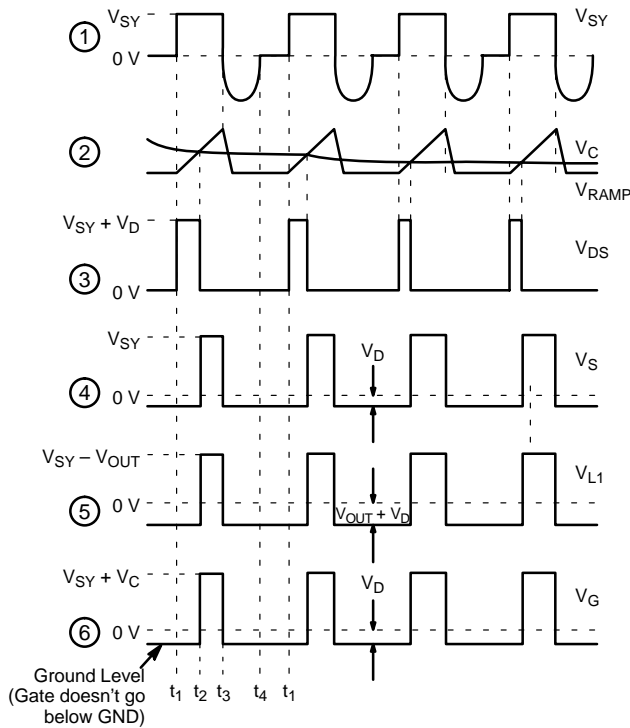 V_SY V_SY
① 0 V
② V_C
V_RAMP
V_SY + V_D
③ V_DS
0 V
V_SY V_D V_S
④ 0 V
V_SY – V_OUT V_L1
⑤ 0 V
V_OUT + V_D
V_SY + V_C V_D V_G
⑥ 0 V
Ground Level
(Gate doesn't go
below GND)
t_1 t_2 t_3 t_4 t_1